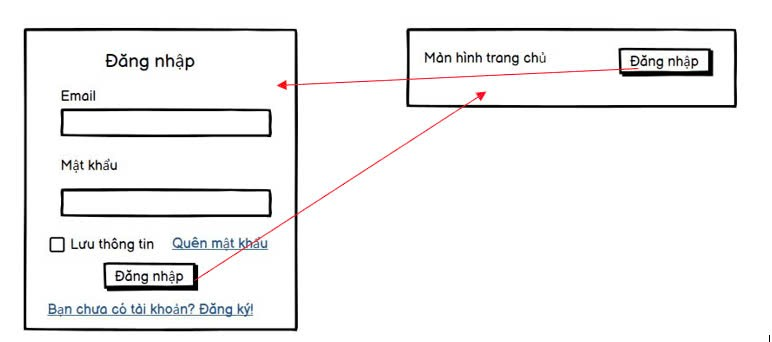 Đăng nhập
Email
Mật khẩu
Lưu thông tin Quên mật khẩu
Đăng nhập
Bạn chưa có tài khoản? Đăng ký!
Màn hình trang chủ Đăng nhập